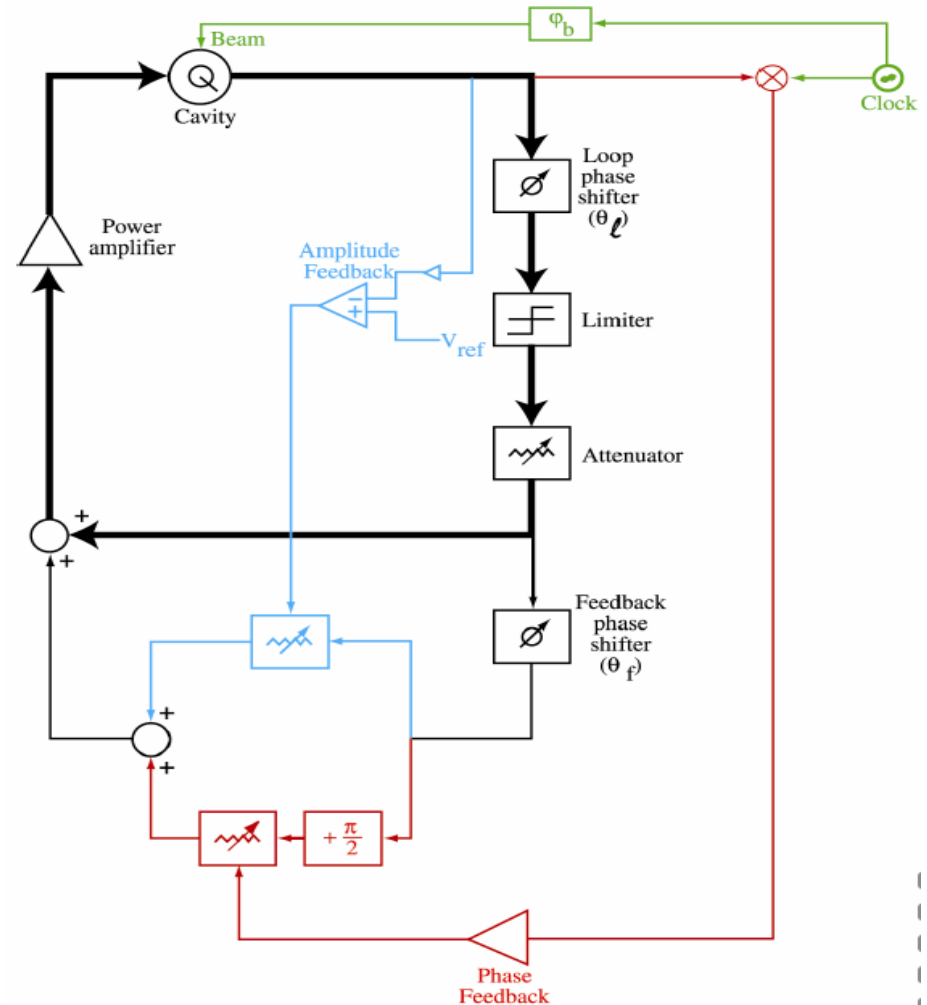 φb
Beam
Clock
Cavity
Loop
phase
shifter
(θℓ)
Power
amplifier
Amplitude
Feedback
−
+
Vref
Limiter
Attenuator
+
+
Feedback
phase
shifter
(θf)
+
+
+ π/2
Phase
Feedback